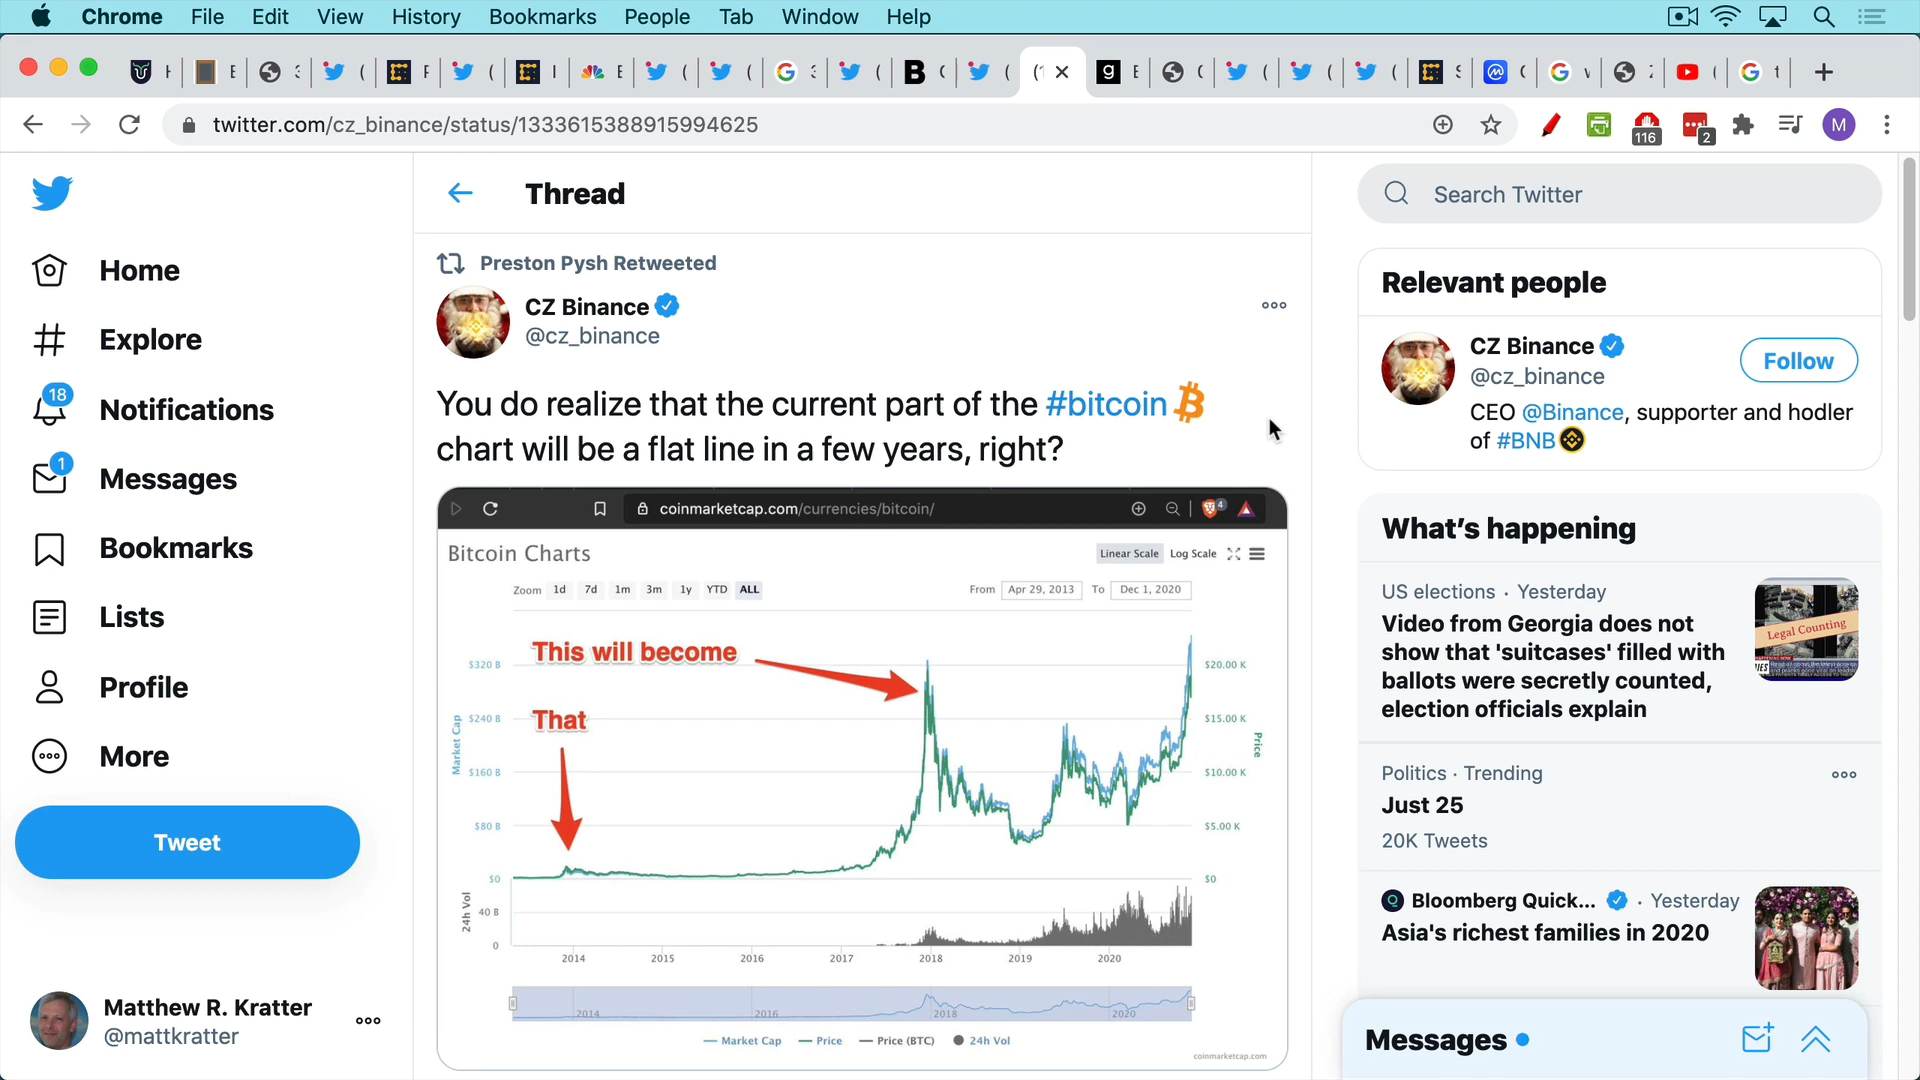 Chrome File Edit View History Bookmarks People Tab Window Help
twitter.com/cz_binance/status/1333615388915994625
116
2
M
Thread
Search Twitter
Home
Explore
18
Notifications
1
Messages
Bookmarks
Lists
Profile
More
Tweet
Matthew R. Kratter
@mattkratter
Preston Pysh Retweeted
CZ Binance
@cz_binance
You do realize that the current part of the #bitcoin
chart will be a flat line in a few years, right?
coinmarketcap.com/currencies/bitcoin/
4
Bitcoin Charts
Linear Scale Log Scale
Zoom 1d 7d 1m 3m 1y YTD ALL
From Apr 29, 2013 To Dec 1, 2020
This will become
That
$320 B
$240 B
$160 B
$80 B
$0
Market Cap
$20.00 K
$15.00 K
$10.00 K
$5.00 K
$0
Price
24h Vol
40 B
0
2014 2015 2016 2017 2018 2019 2020
2014 2016 2018 2020
Market Cap Price Price (BTC) 24h Vol
coinmarketcap.com
Relevant people
CZ Binance
@cz_binance
Follow
CEO @Binance, supporter and hodler
of #BNB
What's happening
US elections · Yesterday
Video from Georgia does not
show that 'suitcases' filled with
ballots were secretly counted,
election officials explain
Legal Counting
Politics · Trending
Just 25
20K Tweets
Bloomberg Quick... · Yesterday
Asia's richest families in 2020
Messages